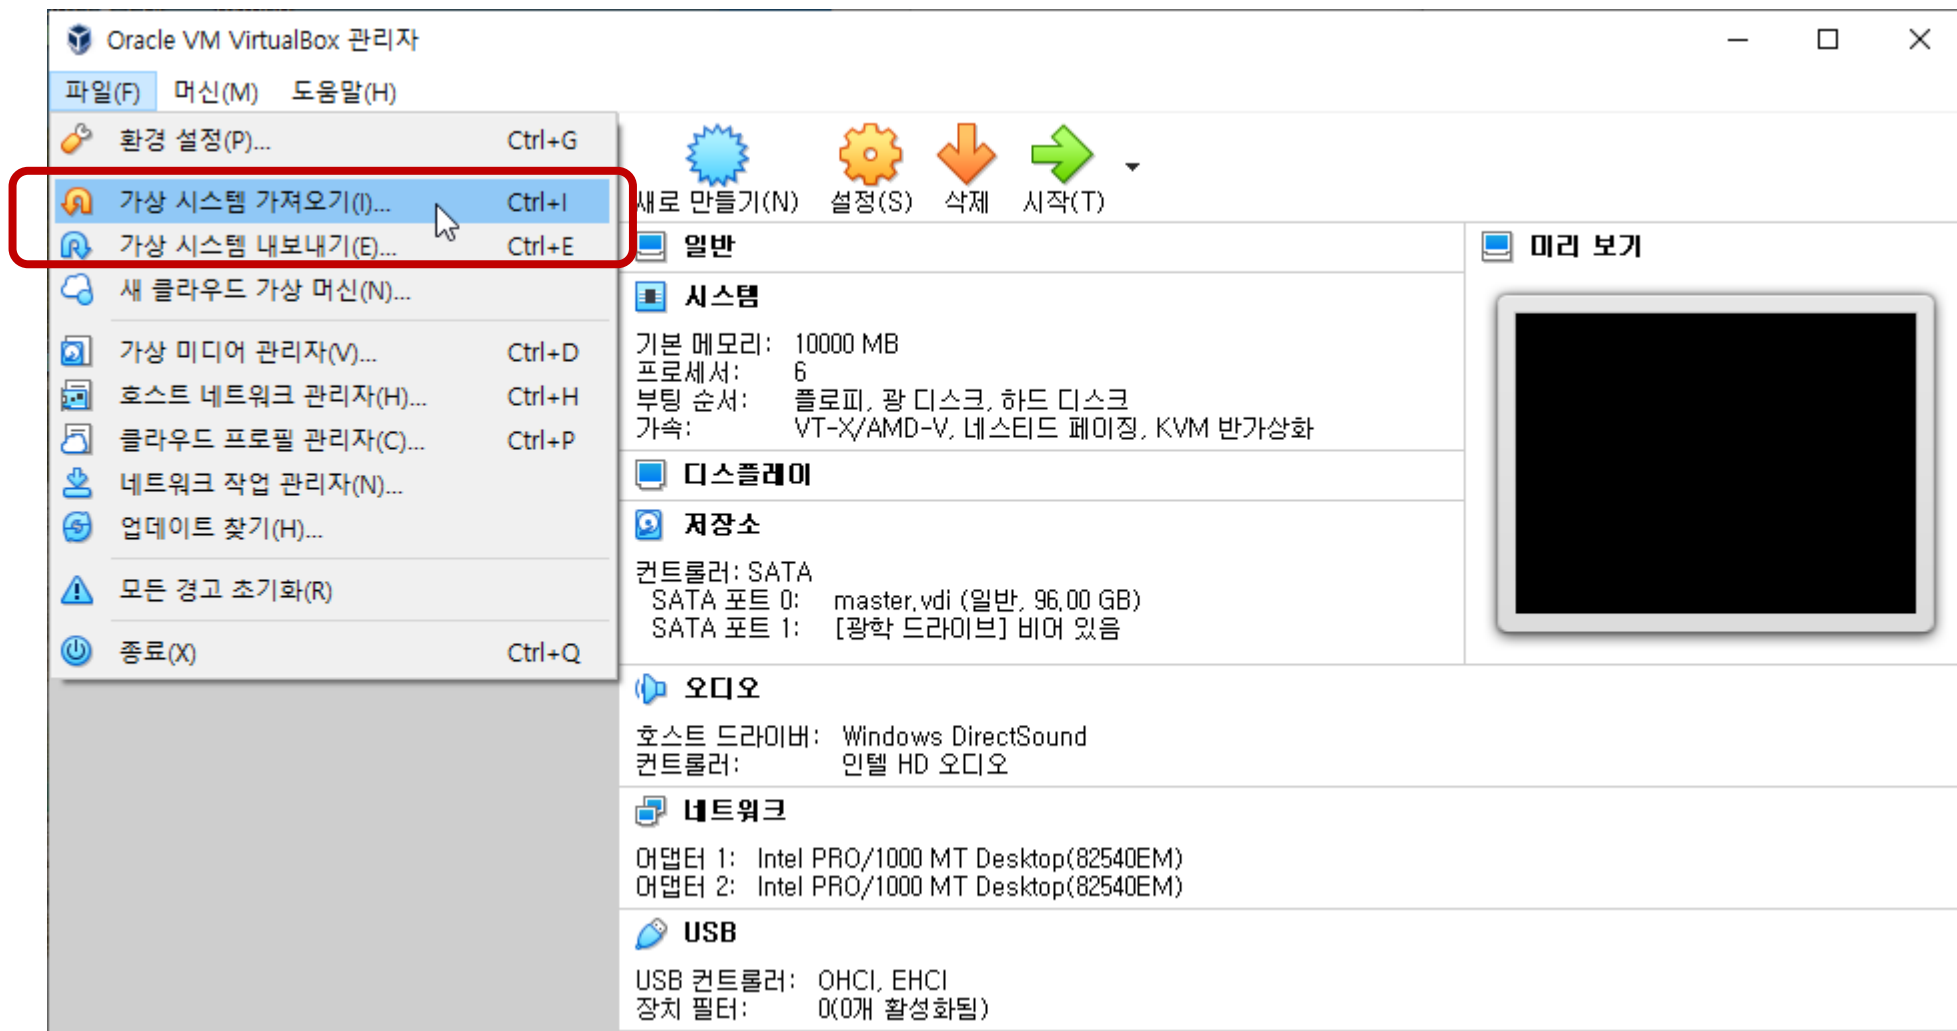 Oracle VM VirtualBox 관리자
파일(F) 머신(M) 도움말(H)
환경 설정(P)... Ctrl+G
가상 시스템 가져오기(I)... Ctrl+I
가상 시스템 내보내기(E)... Ctrl+E
새 클라우드 가상 머신(N)...
가상 미디어 관리자(V)... Ctrl+D
호스트 네트워크 관리자(H)... Ctrl+H
클라우드 프로필 관리자(C)... Ctrl+P
네트워크 작업 관리자(N)...
업데이트 찾기(H)...
모든 경고 초기화(R)
종료(X) Ctrl+Q
새로 만들기(N) 설정(S) 삭제 시작(T)
일반
시스템
기본 메모리: 10000 MB
프로세서: 6
부팅 순서: 플로피, 광 디스크, 하드 디스크
가속: VT-X/AMD-V, 네스티드 페이징, KVM 반가상화
디스플레이
저장소
컨트롤러: SATA
SATA 포트 0: master.vdi (일반, 96.00 GB)
SATA 포트 1: [광학 드라이브] 비어 있음
오디오
호스트 드라이버: Windows DirectSound
컨트롤러: 인텔 HD 오디오
네트워크
어댑터 1: Intel PRO/1000 MT Desktop(82540EM)
어댑터 2: Intel PRO/1000 MT Desktop(82540EM)
USB
USB 컨트롤러: OHCI, EHCI
장치 필터: 0(0개 활성화됨)
미리 보기